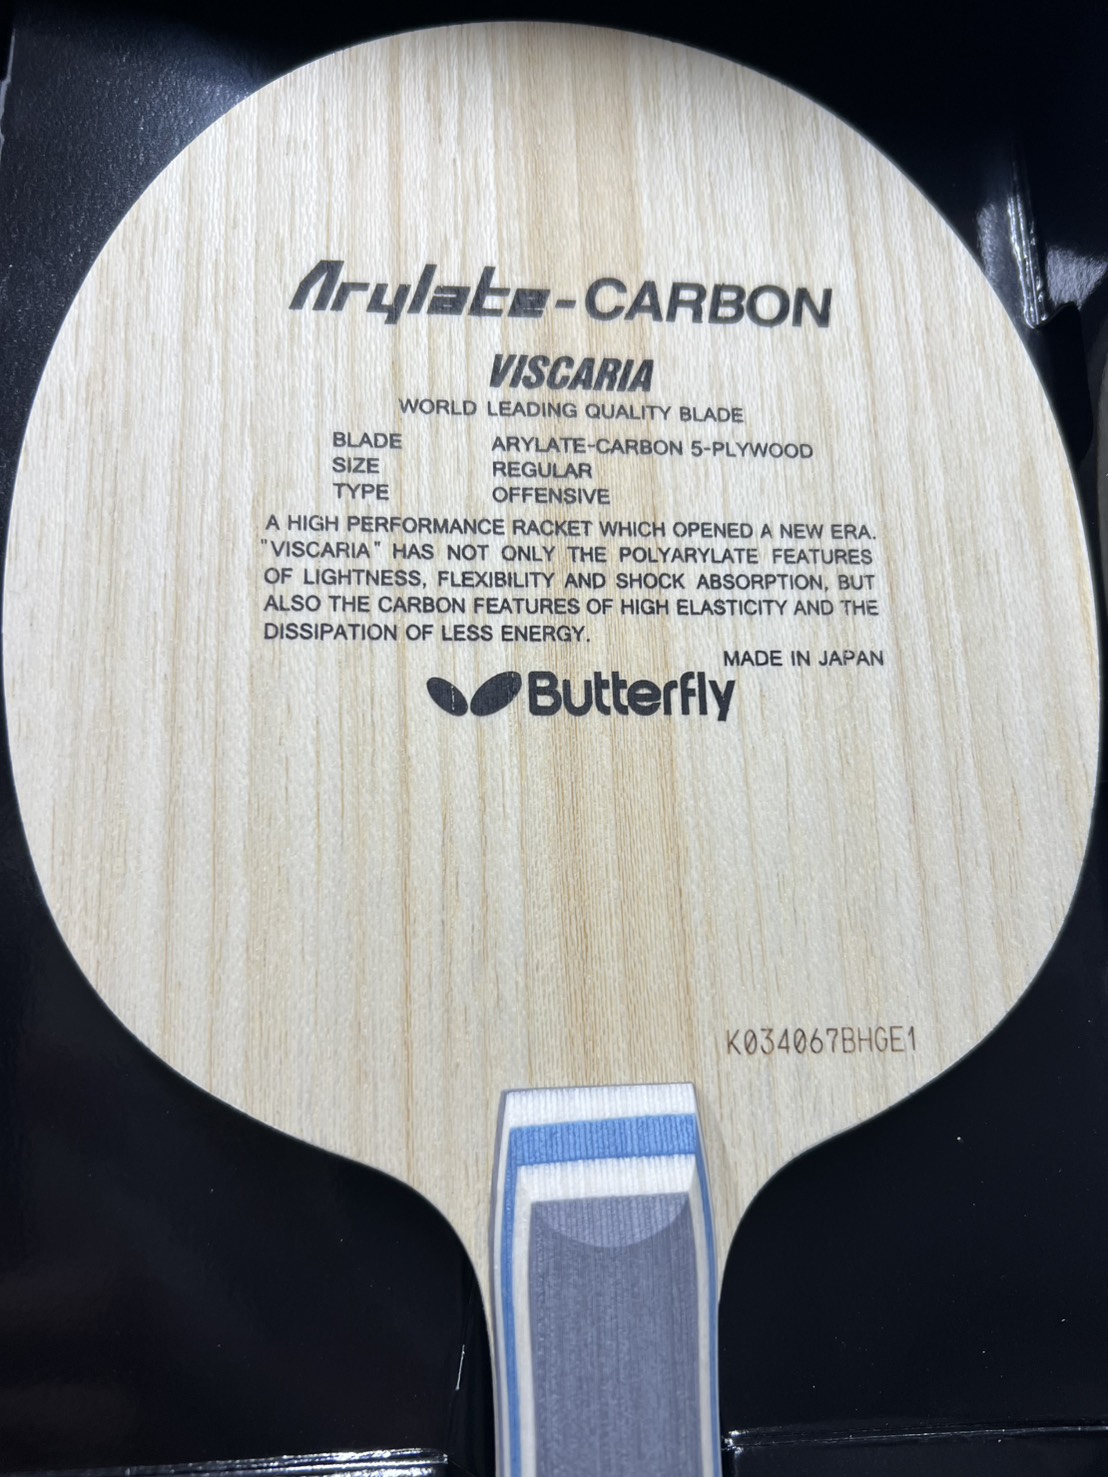 Arylate-CARBON
VISCARIA
WORLD LEADING QUALITY BLADE
BLADE ARYLATE-CARBON 5-PLYWOOD
SIZE REGULAR
TYPE OFFENSIVE
A HIGH PERFORMANCE RACKET WHICH OPENED A NEW ERA.
"VISCARIA" HAS NOT ONLY THE POLYARYLATE FEATURES
OF LIGHTNESS, FLEXIBILITY AND SHOCK ABSORPTION, BUT
ALSO THE CARBON FEATURES OF HIGH ELASTICITY AND THE
DISSIPATION OF LESS ENERGY.
MADE IN JAPAN
Butterfly
K034067BHGE1